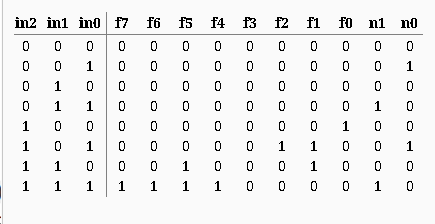 in2 in1 in0 f7 f6 f5 f4 f3 f2 f1 f0 n1 n0
0 0 0 0 0 0 0 0 0 0 0 0 0
0 0 1 0 0 0 0 0 0 0 0 0 1
0 1 0 0 0 0 0 0 0 0 0 0 0
0 1 1 0 0 0 0 0 0 0 0 1 0
1 0 0 0 0 0 0 0 0 0 1 0 0
1 0 1 0 0 0 0 0 1 1 0 0 1
1 1 0 0 0 1 0 0 0 1 0 0 0
1 1 1 1 1 1 1 0 0 0 0 1 0